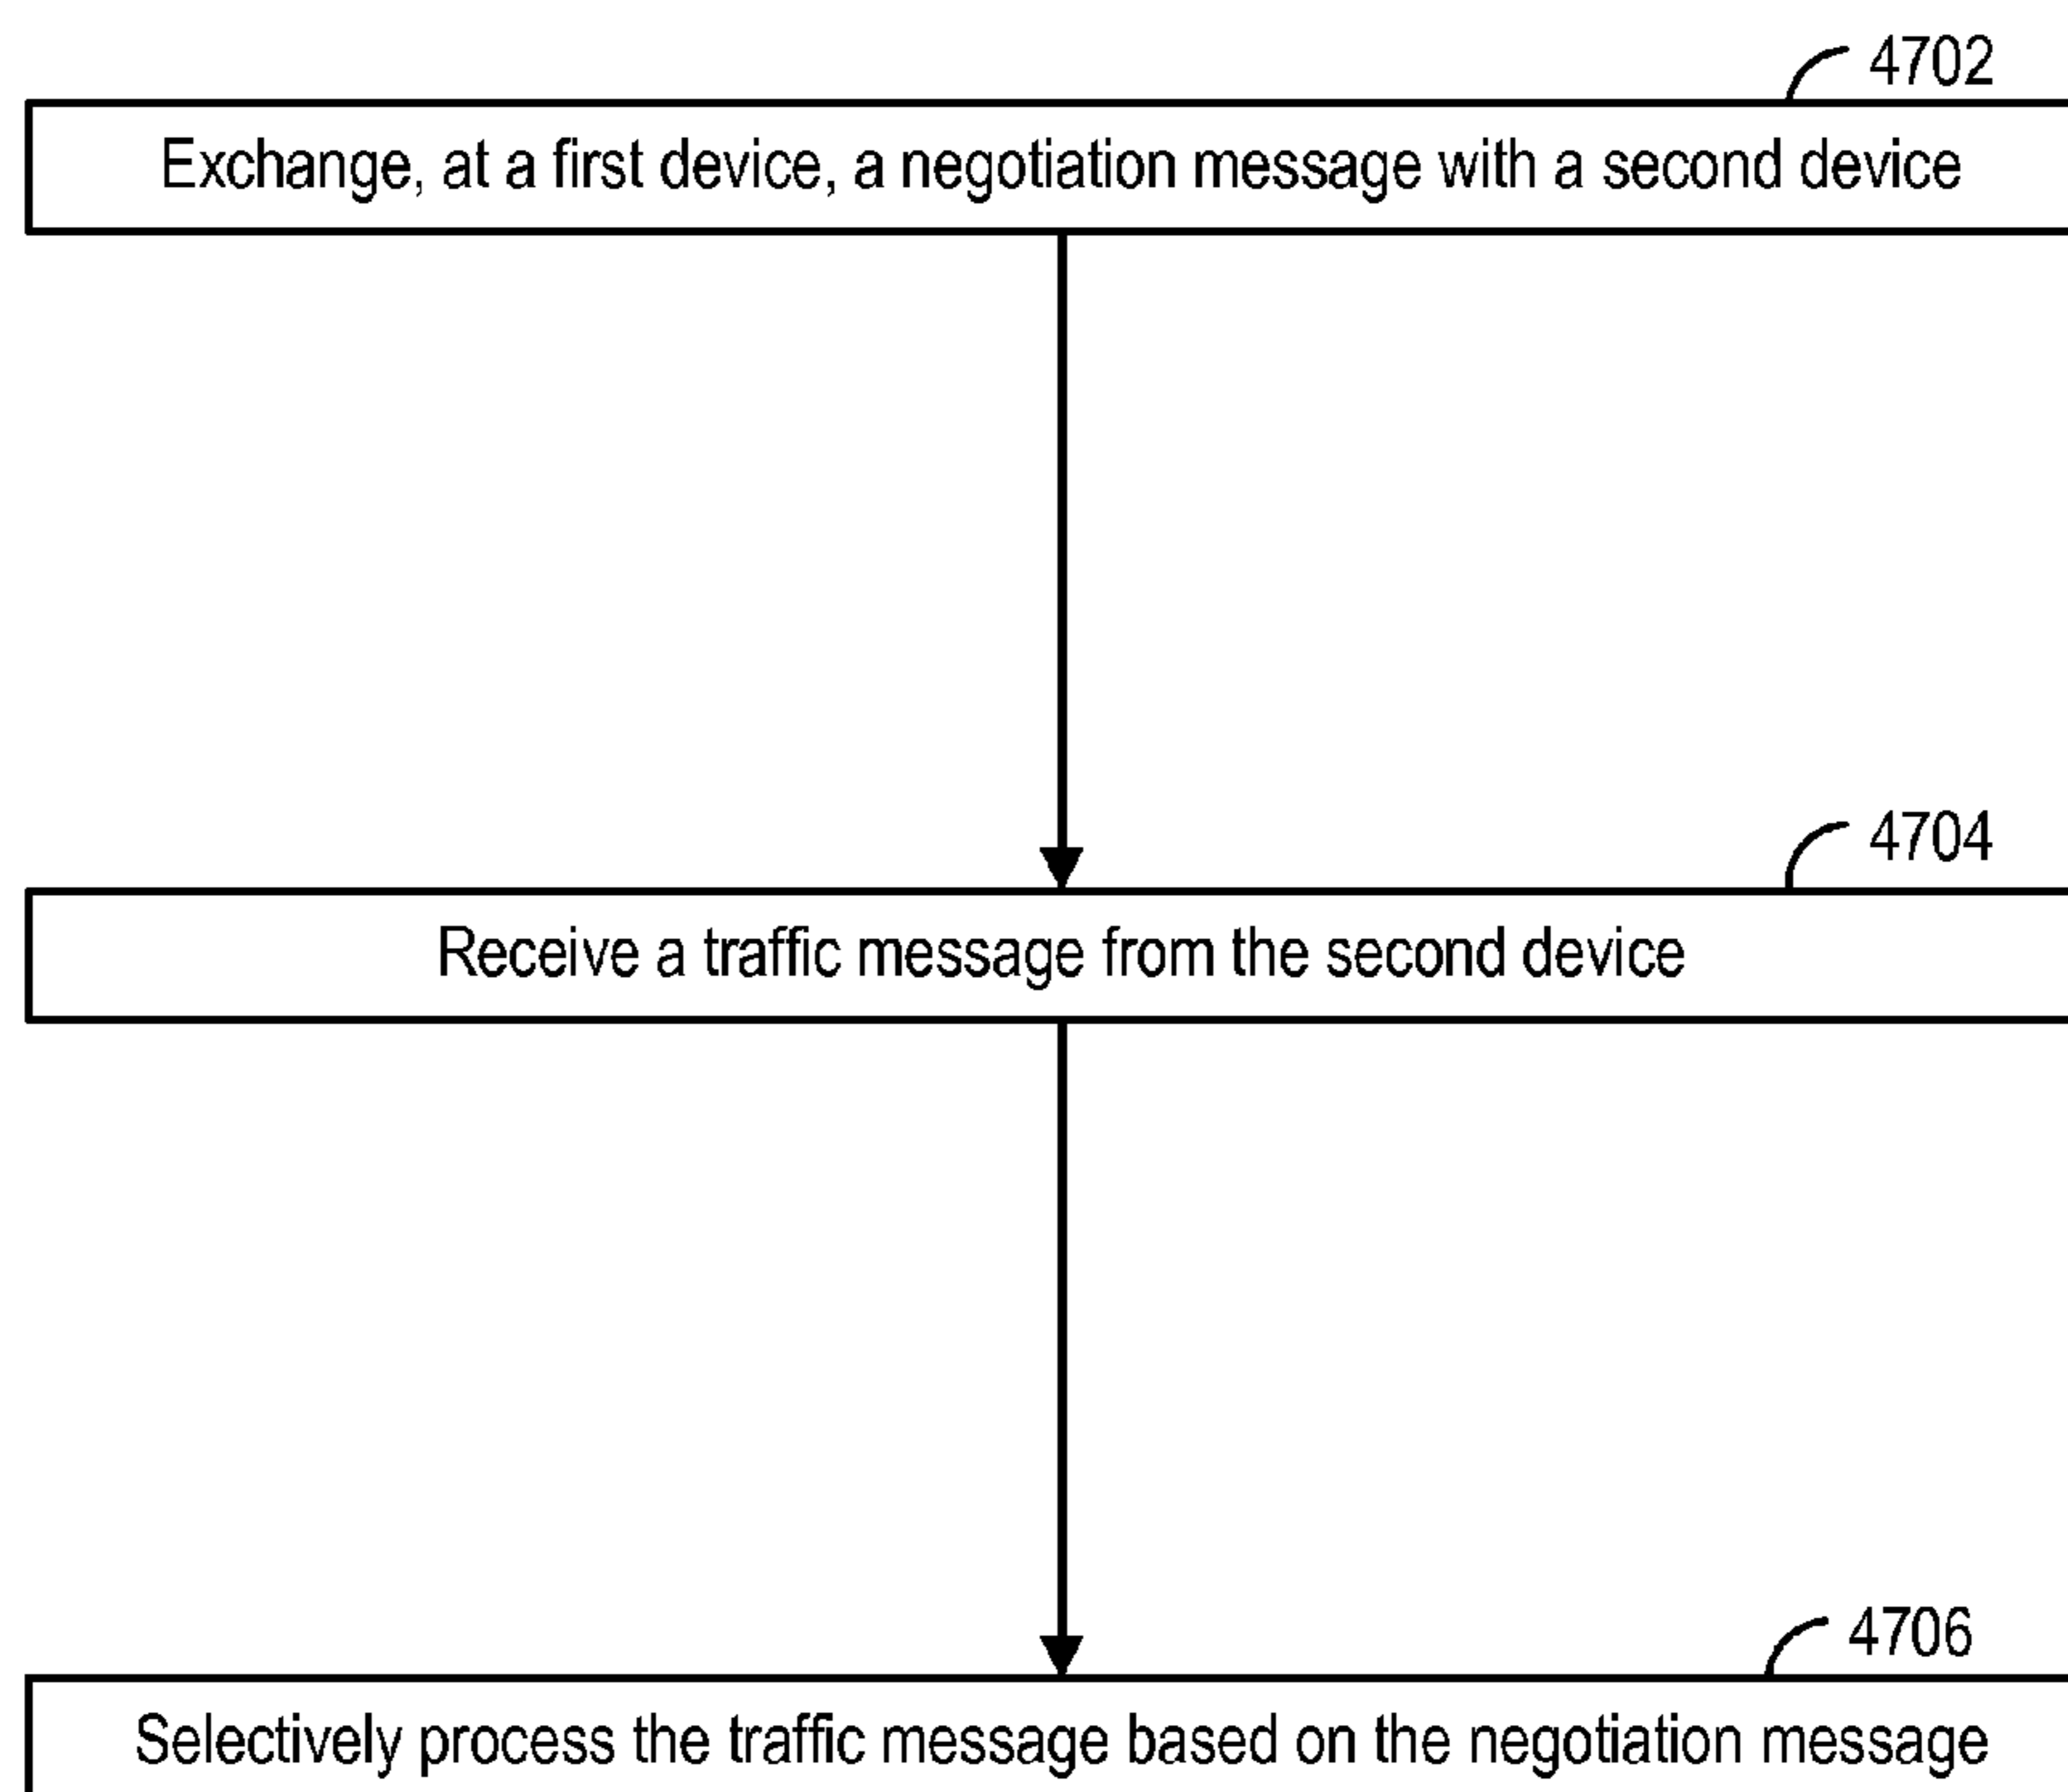 4702
Exchange, at a first device, a negotiation message with a second device
4704
Receive a traffic message from the second device
4706
Selectively process the traffic message based on the negotiation message